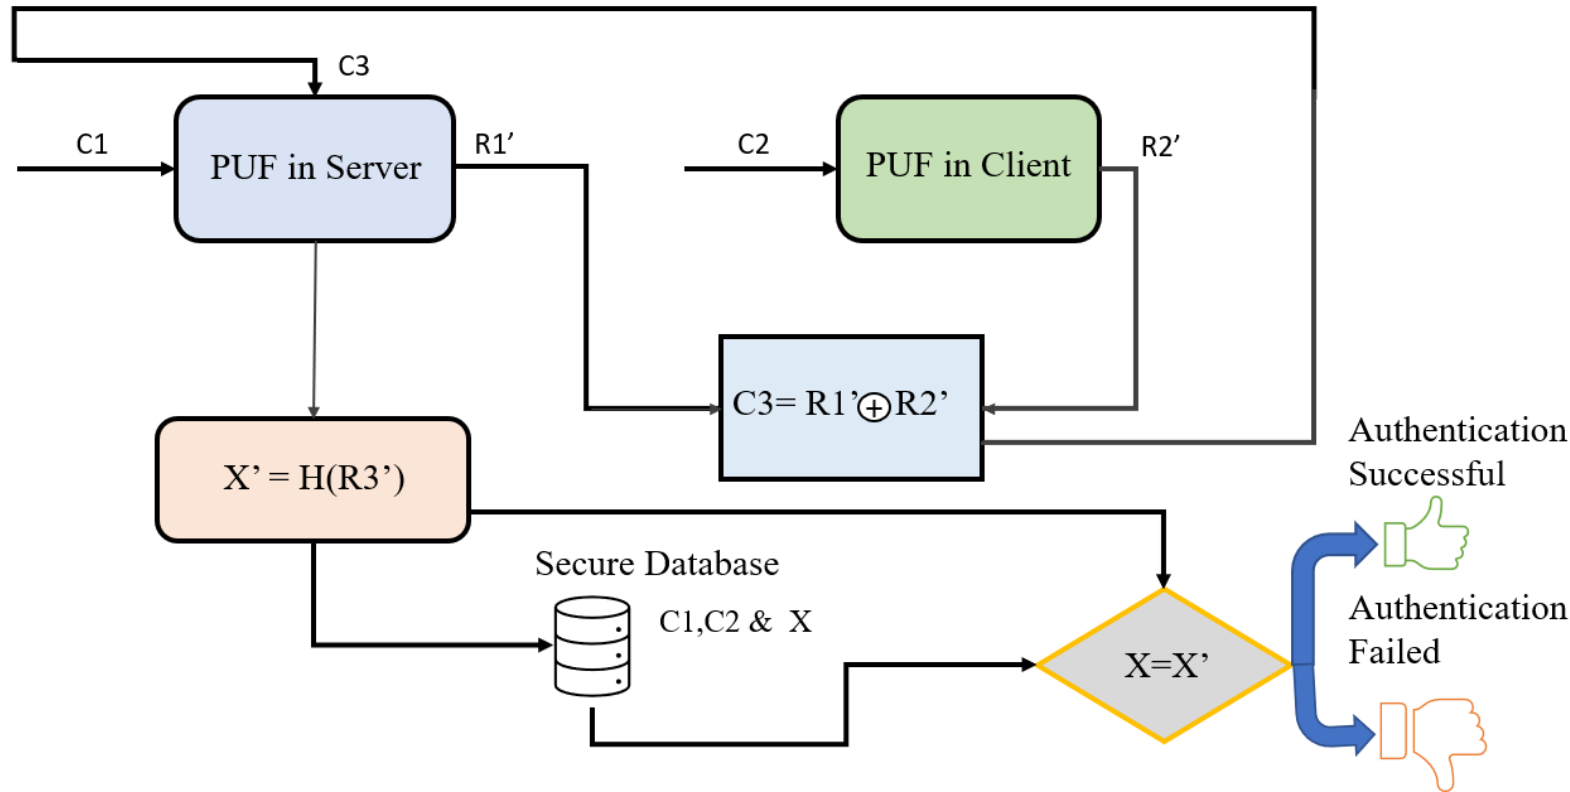 C3
C1
PUF in Server
R1’
C2
PUF in Client
R2’
C3= R1’⊕R2’
X’ = H(R3’)
Secure Database
C1,C2 & X
X=X’
Authentication
Successful
Authentication
Failed